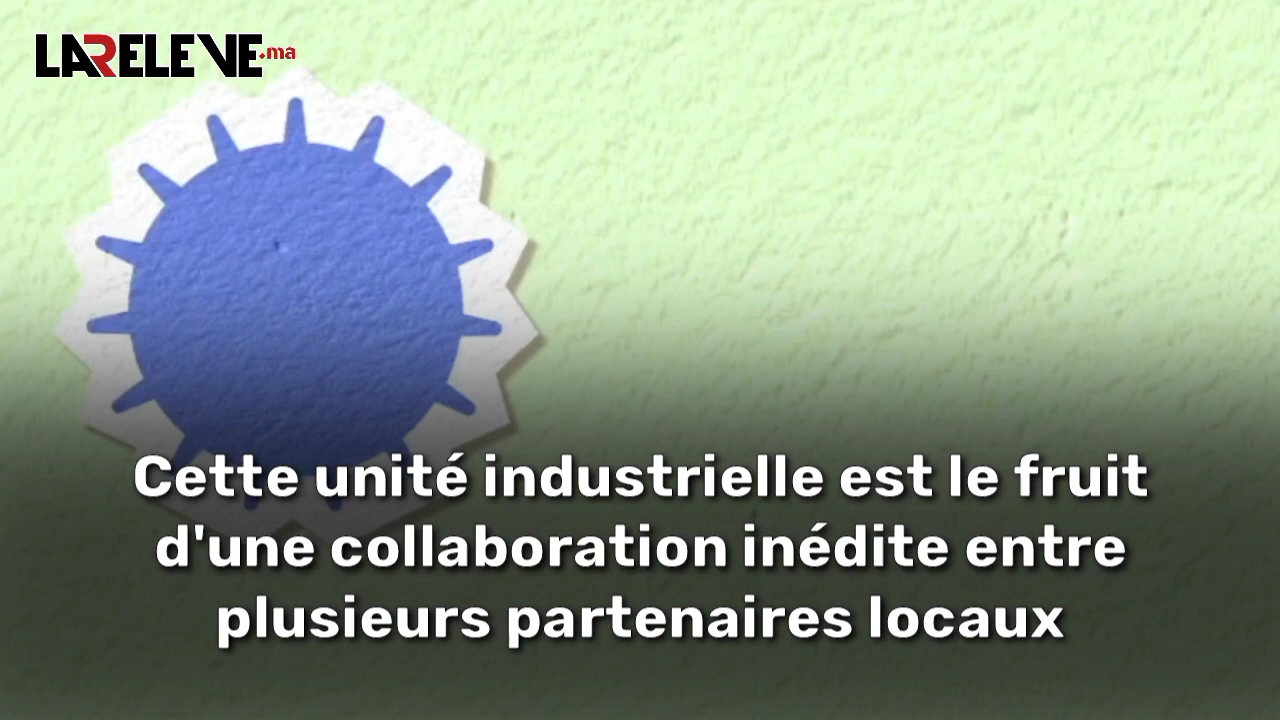 LARELEVE.ma
Cette unité industrielle est le fruit
d'une collaboration inédite entre
plusieurs partenaires locaux